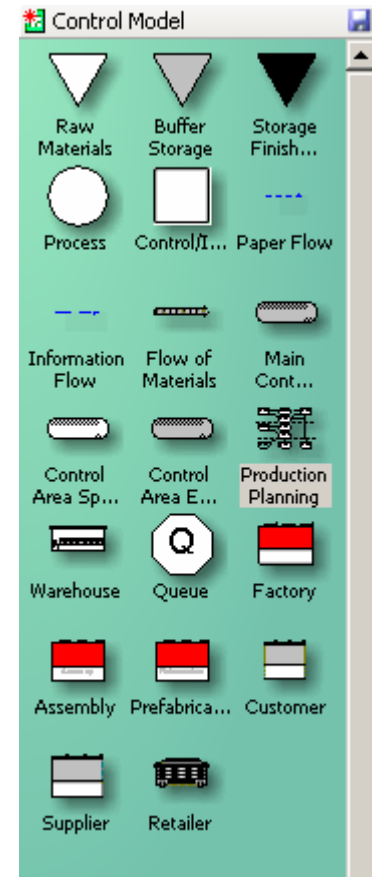 Control Model
Raw Materials
Buffer Storage
Storage Finish...
Process
Control/I...
Paper Flow
Information Flow
Flow of Materials
Main Cont...
Control Area Sp...
Control Area E...
Production Planning
Warehouse
Q
Queue
Factory
Assembly
Prefabrica...
Customer
Supplier
Retailer